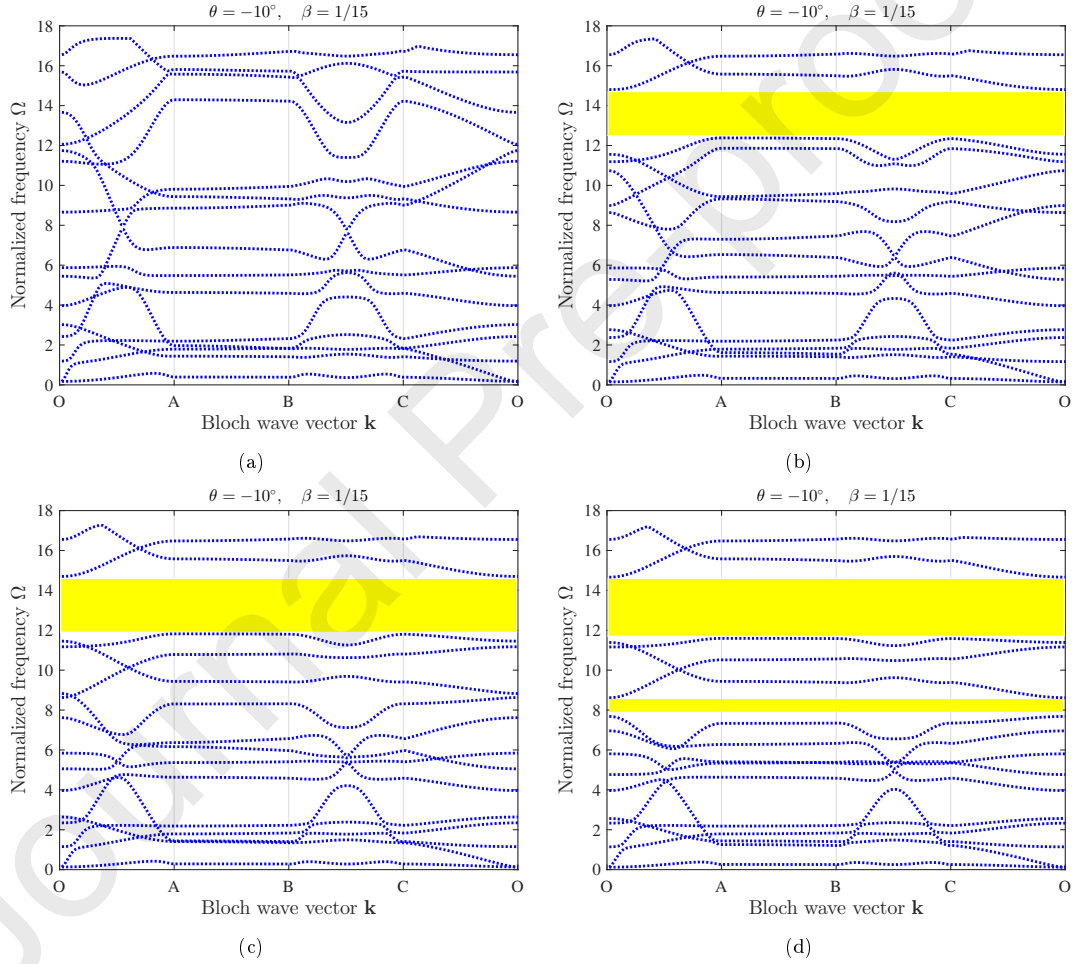 θ = −10°, β = 1/15
18
16
14
12
10
8
6
4
2
0
Normalized frequency Ω
O A B C O
Bloch wave vector k
(a)
θ = −10°, β = 1/15
18
16
14
12
10
8
6
4
2
0
Normalized frequency Ω
O A B C O
Bloch wave vector k
(b)
θ = −10°, β = 1/15
18
16
14
12
10
8
6
4
2
0
Normalized frequency Ω
O A B C O
Bloch wave vector k
(c)
θ = −10°, β = 1/15
18
16
14
12
10
8
6
4
2
0
Normalized frequency Ω
O A B C O
Bloch wave vector k
(d)
Journal Pre-proo